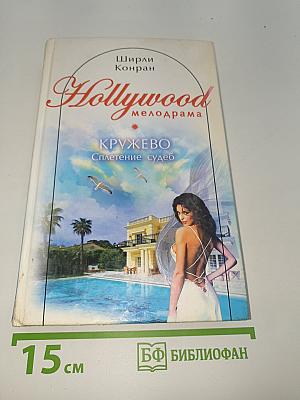 Ширли
Конран
Hollywood
мелодрама
КРУЖЕВО
Сплетение судеб
15 см
БФ БИБЛИОФАН